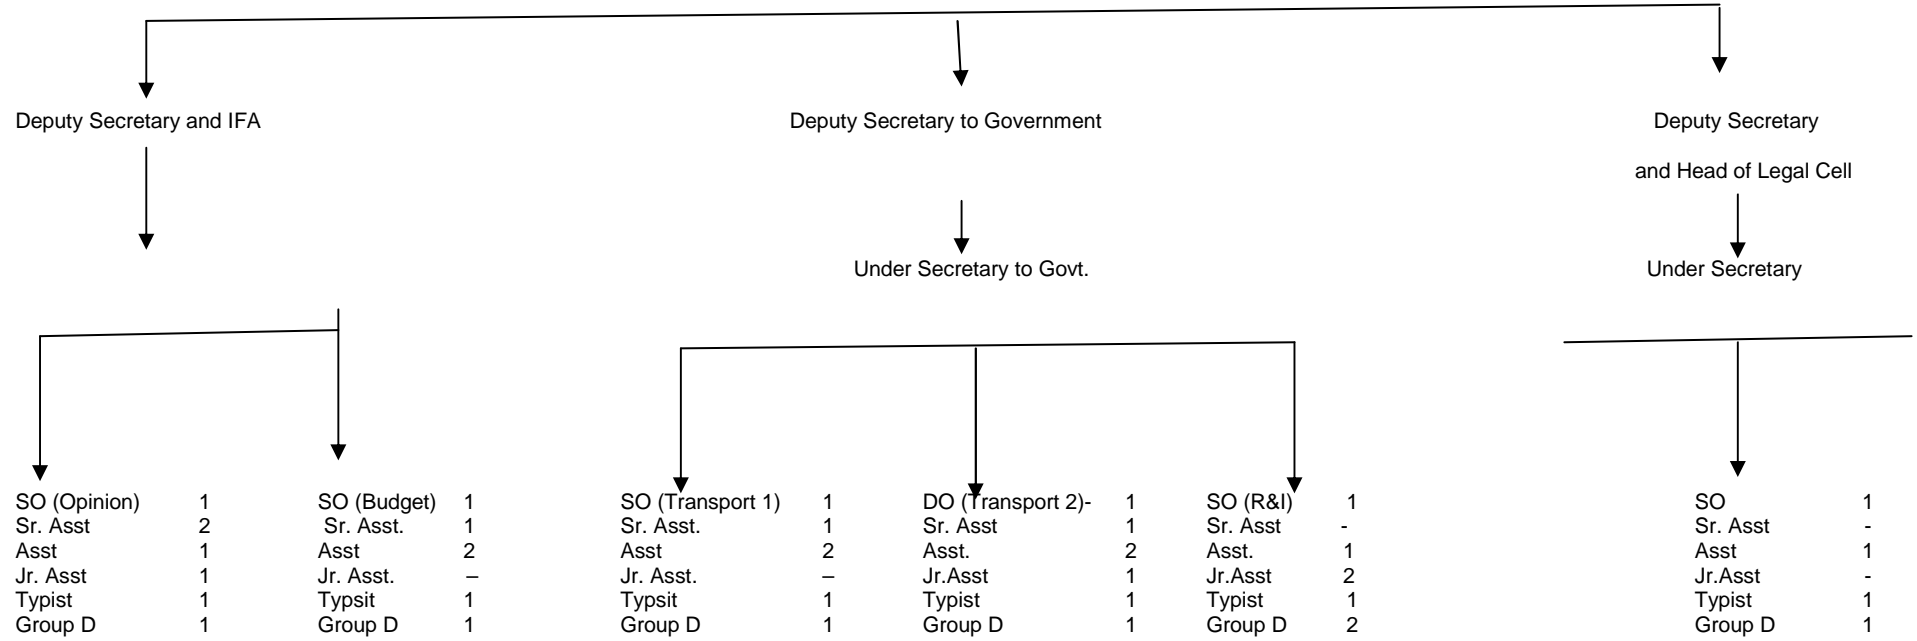 Deputy Secretary and IFA
Deputy Secretary to Government
Deputy Secretary
and Head of Legal Cell
Under Secretary to Govt.
Under Secretary
SO (Opinion) 1
Sr. Asst 2
Asst 1
Jr. Asst 1
Typist 1
Group D 1
SO (Budget) 1
Sr. Asst. 1
Asst 2
Jr. Asst. –
Typsit 1
Group D 1
SO (Transport 1) 1
Sr. Asst. 1
Asst 2
Jr. Asst. –
Typsit 1
Group D 1
DO (Transport 2)- 1
Sr. Asst 1
Asst. 2
Jr.Asst 1
Typist 1
Group D 1
SO (R&I) 1
Sr. Asst -
Asst. 1
Jr.Asst 2
Typist 1
Group D 2
SO 1
Sr. Asst -
Asst 1
Jr.Asst -
Typist 1
Group D 1